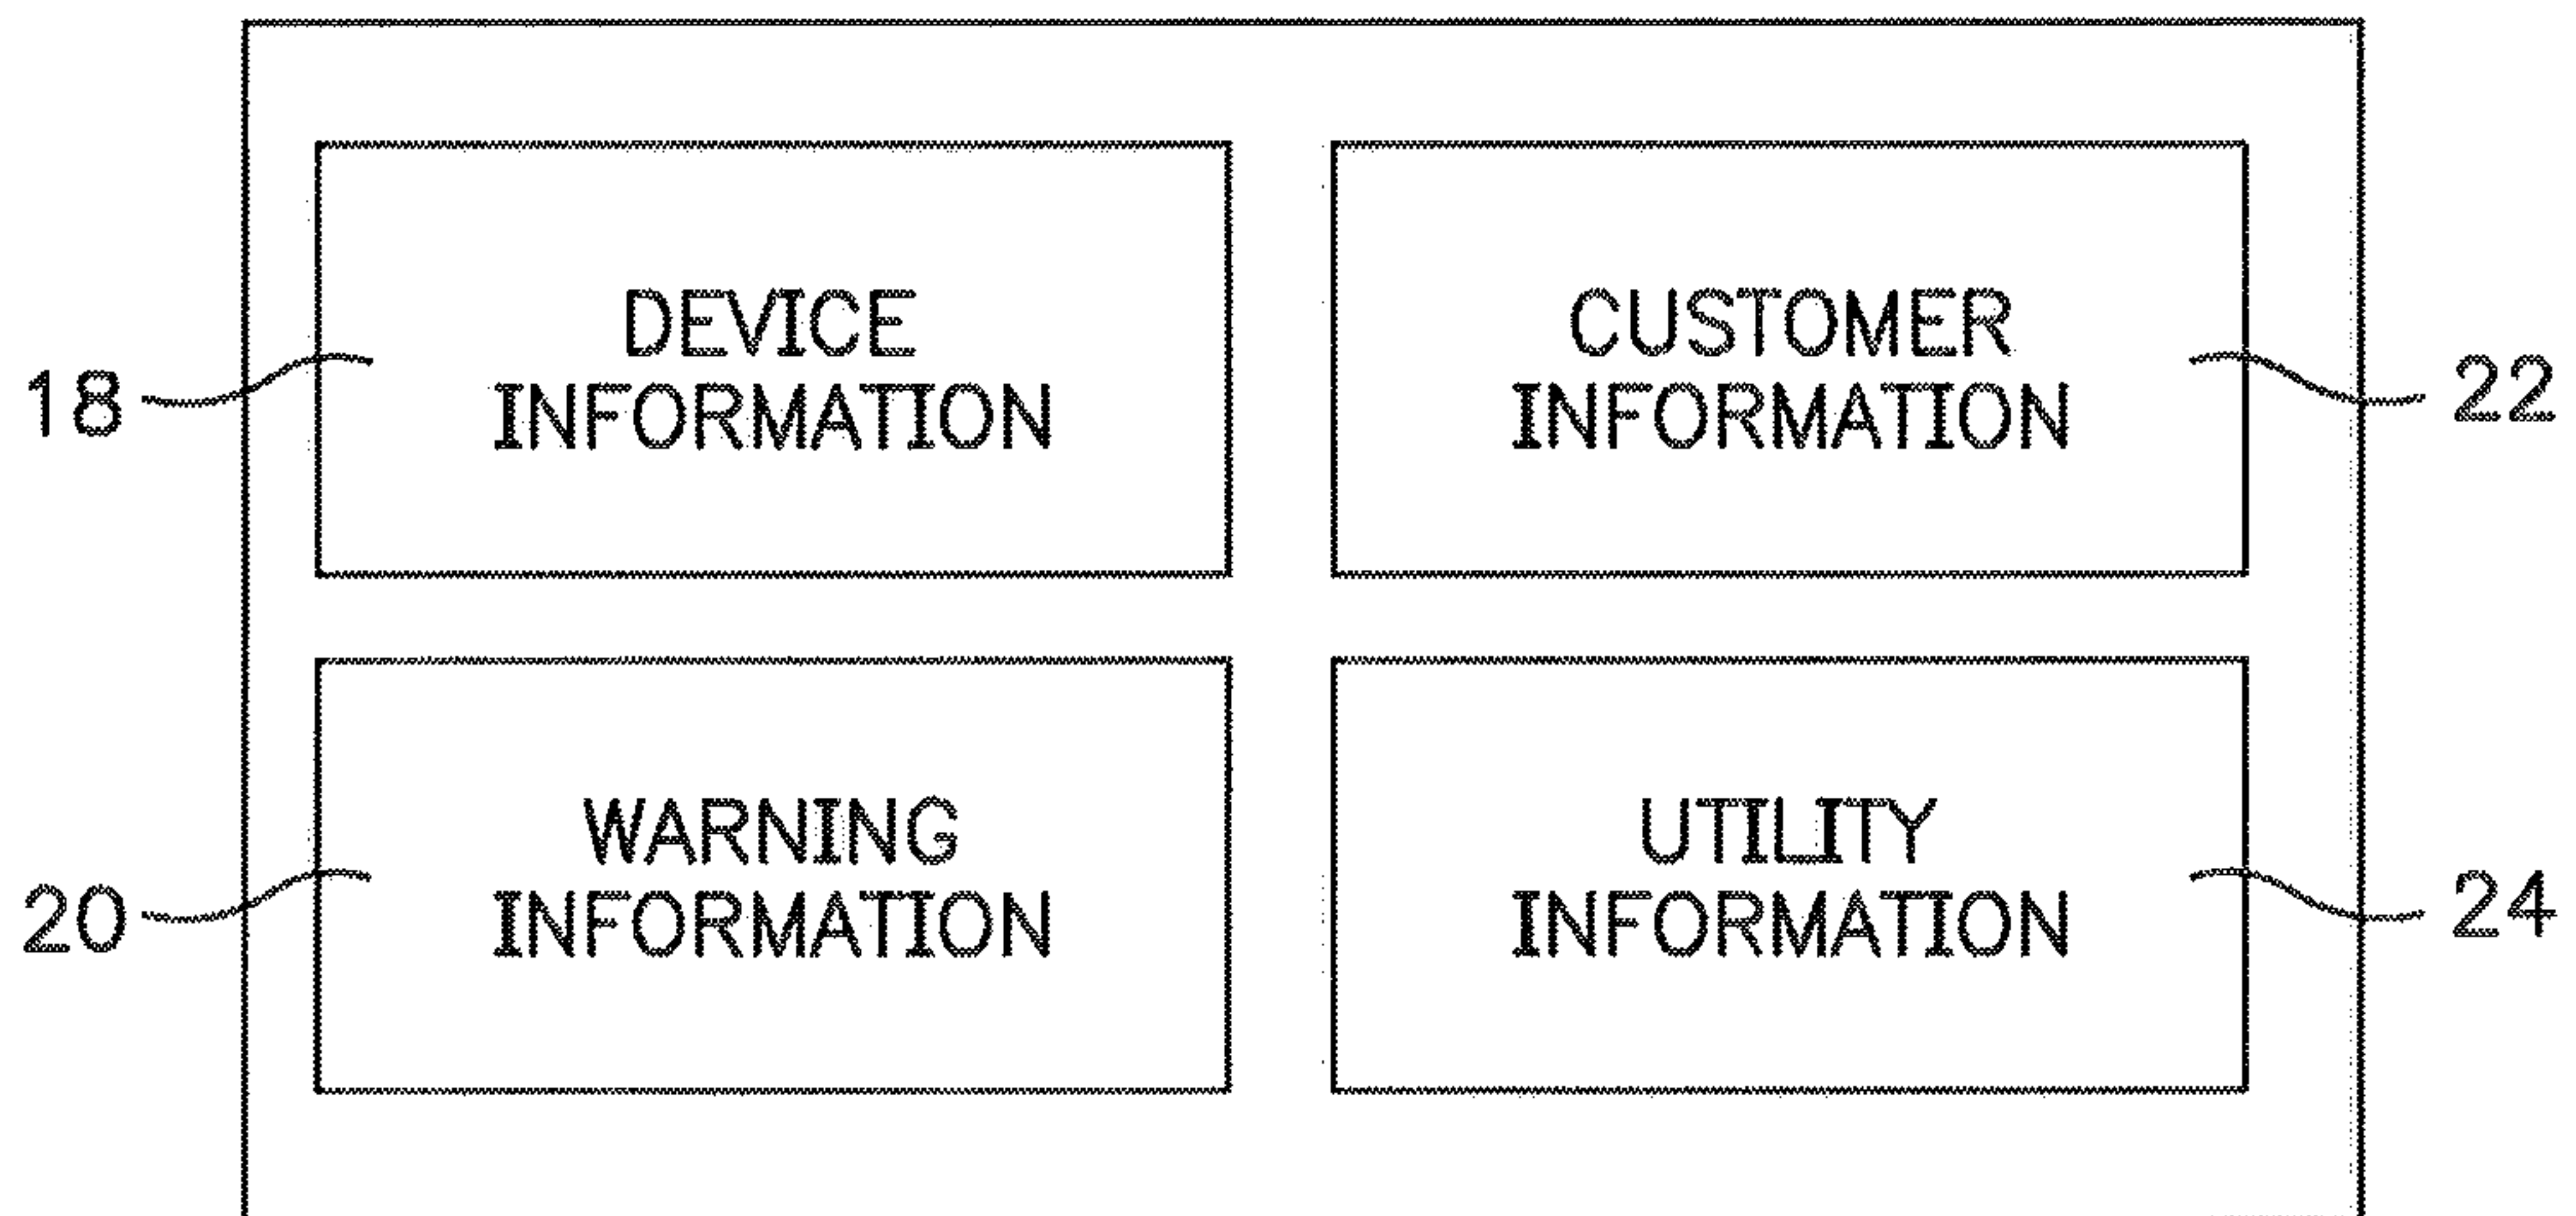 DEVICE
INFORMATION
18
CUSTOMER
INFORMATION
22
WARNING
INFORMATION
20
UTILITY
INFORMATION
24